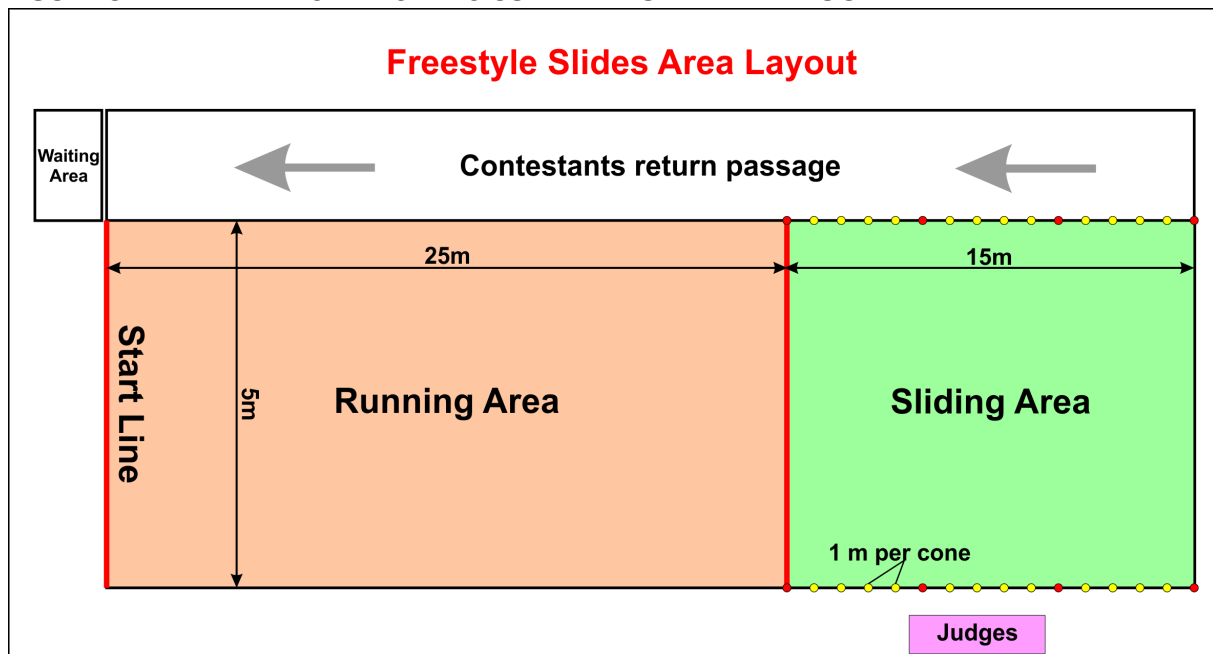 Freestyle Slides Area Layout
Waiting
Area
Contestants return passage
25m
15m
Start Line
5m
Running Area
Sliding Area
1 m per cone
Judges